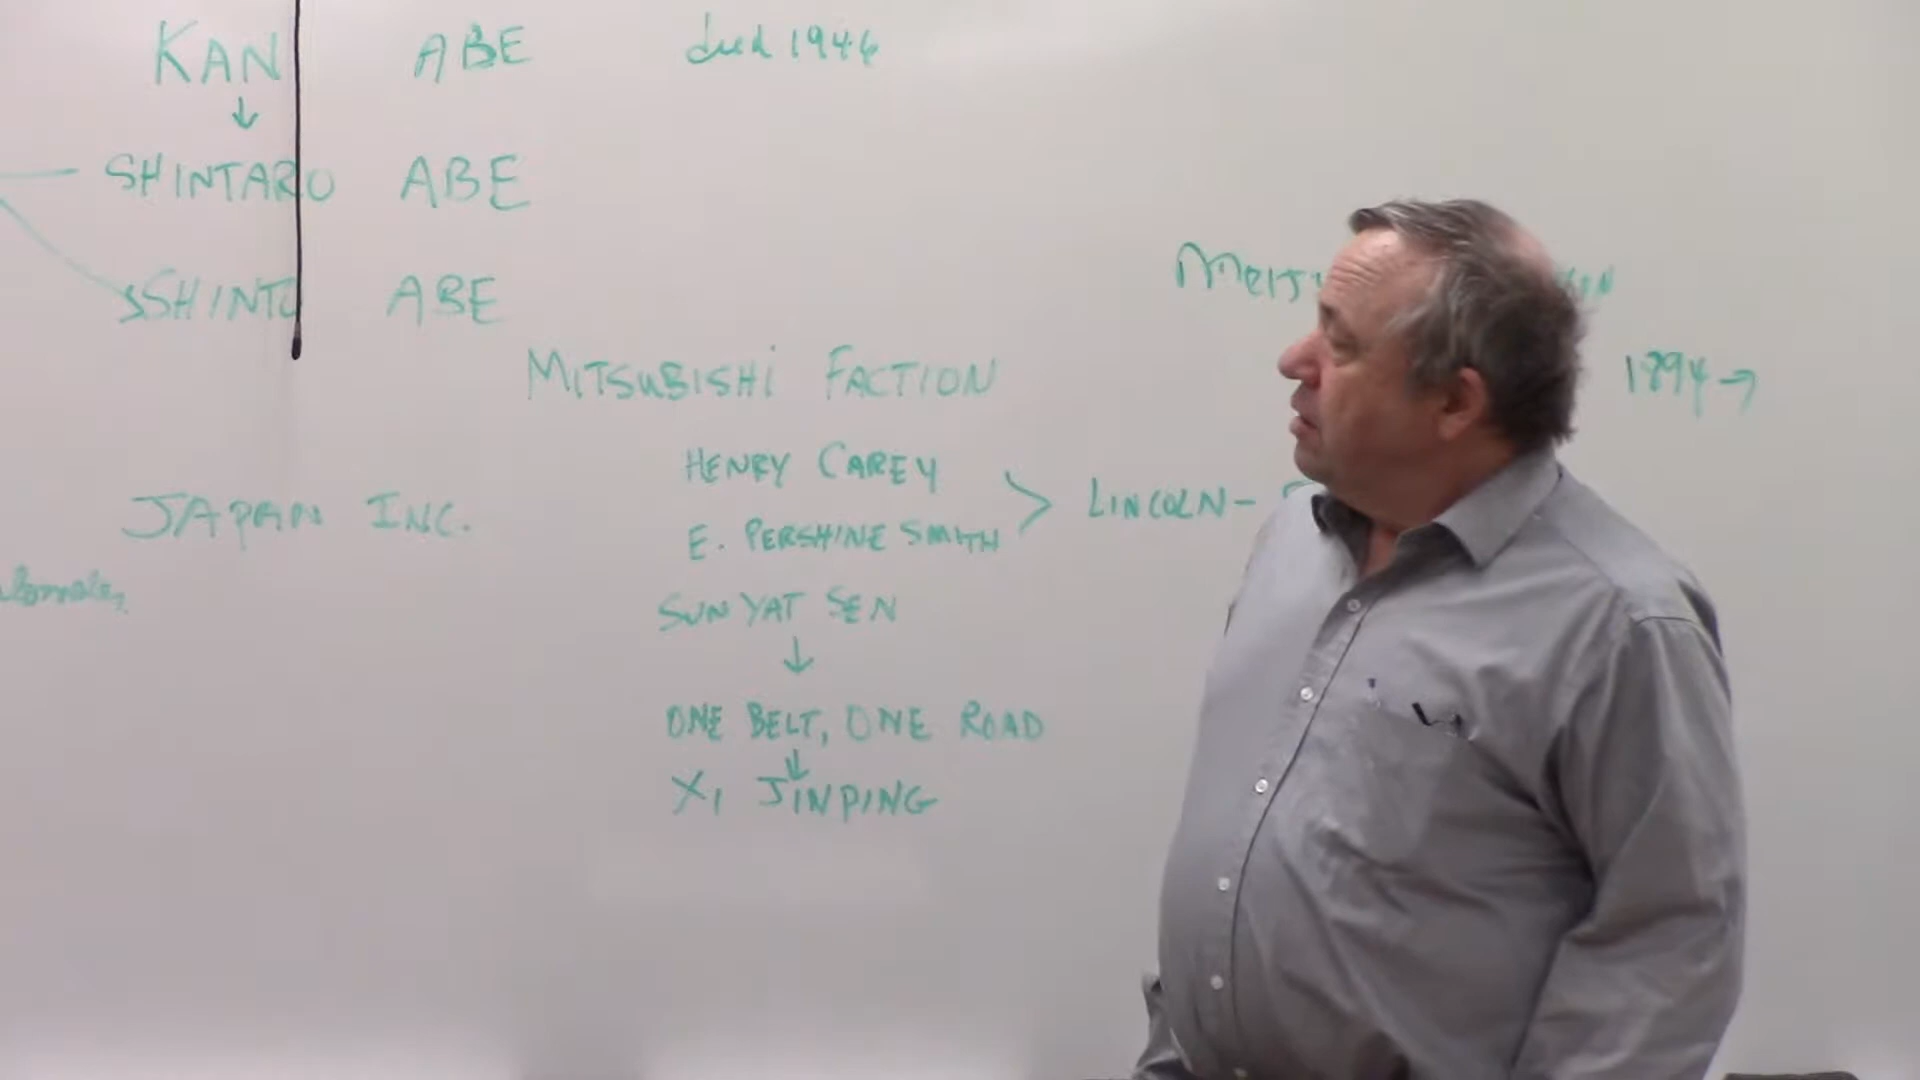 KAN ABE died 1946
↓
SHINTARO ABE
SHINTO ABE
MITSUBISHI FACTION
1894 →
HENRY CAREY
E. PERSHINE SMITH > LINCOLN -
JAPAN INC.
SUN YAT SEN
↓
ONE BELT, ONE ROAD
↓
XI JINPING